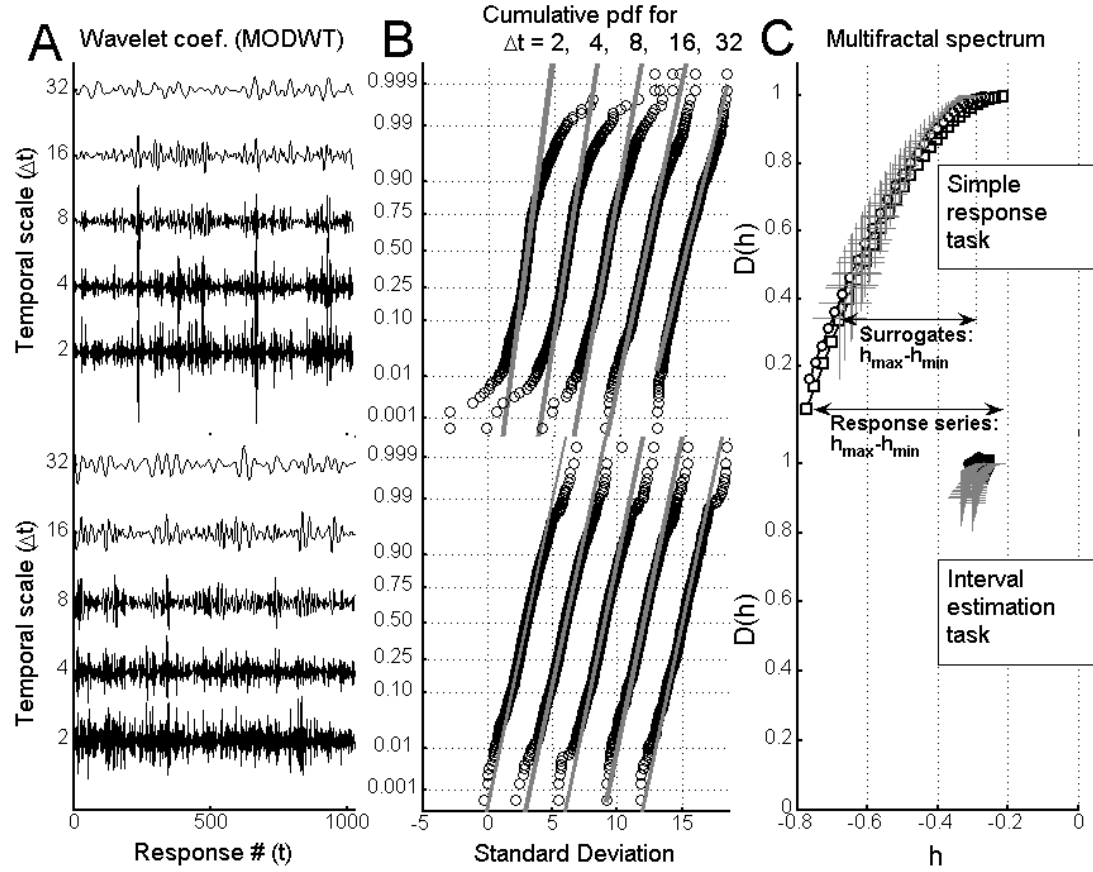 A
Wavelet coef. (MODWT)
B
Cumulative pdf for
Δt = 2, 4, 8, 16, 32
C
Multifractal spectrum
Temporal scale (Δt)
32
16
8
4
2
0.999
0.99
0.90
0.75
0.50
0.25
0.10
0.01
0.001
D(h)
1
0.8
0.6
0.4
0.2
Simple
response
task
Surrogates:
hmax-hmin
Response series:
hmax-hmin
Temporal scale (Δt)
32
16
8
4
2
0.999
0.99
0.90
0.75
0.50
0.25
0.10
0.01
0.001
D(h)
1
0.8
0.6
0.4
0.2
0
Interval
estimation
task
0 500 1000
Response # (t)
-5 0 5 10 15
Standard Deviation
-0.8 -0.6 -0.4 -0.2 0
h